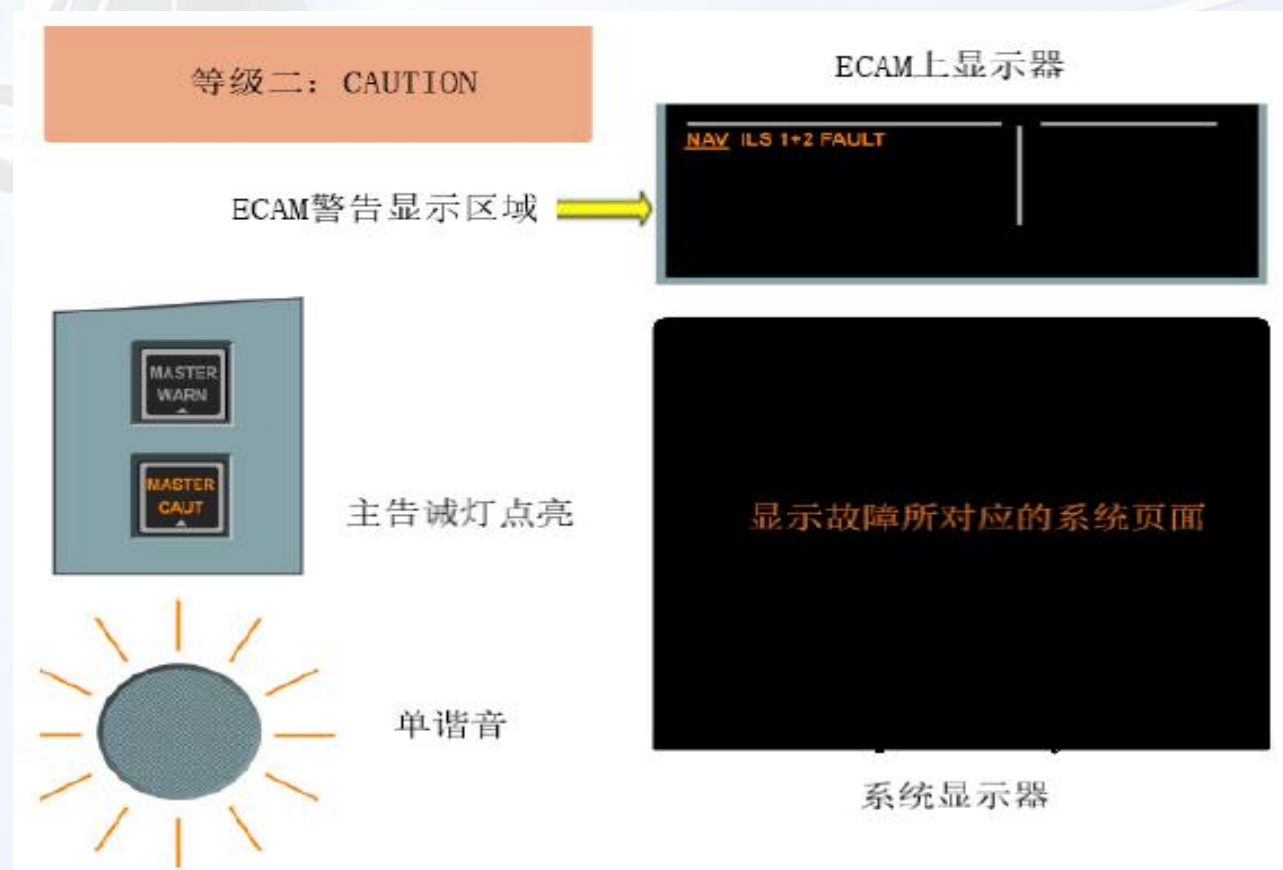 等级二：CAUTION
ECAM上显示器
NAV ILS 1+2 FAULT
ECAM警告显示区域
MASTER
WARN
MASTER
CAUT
主告诫灯点亮
显示故障所对应的系统页面
单谐音
系统显示器